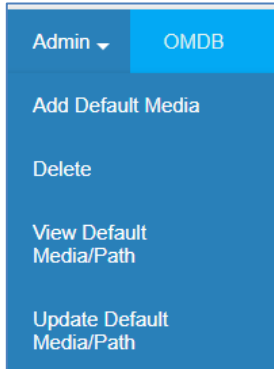 Admin
OMDB
Add Default Media
Delete
View Default
Media/Path
Update Default
Media/Path